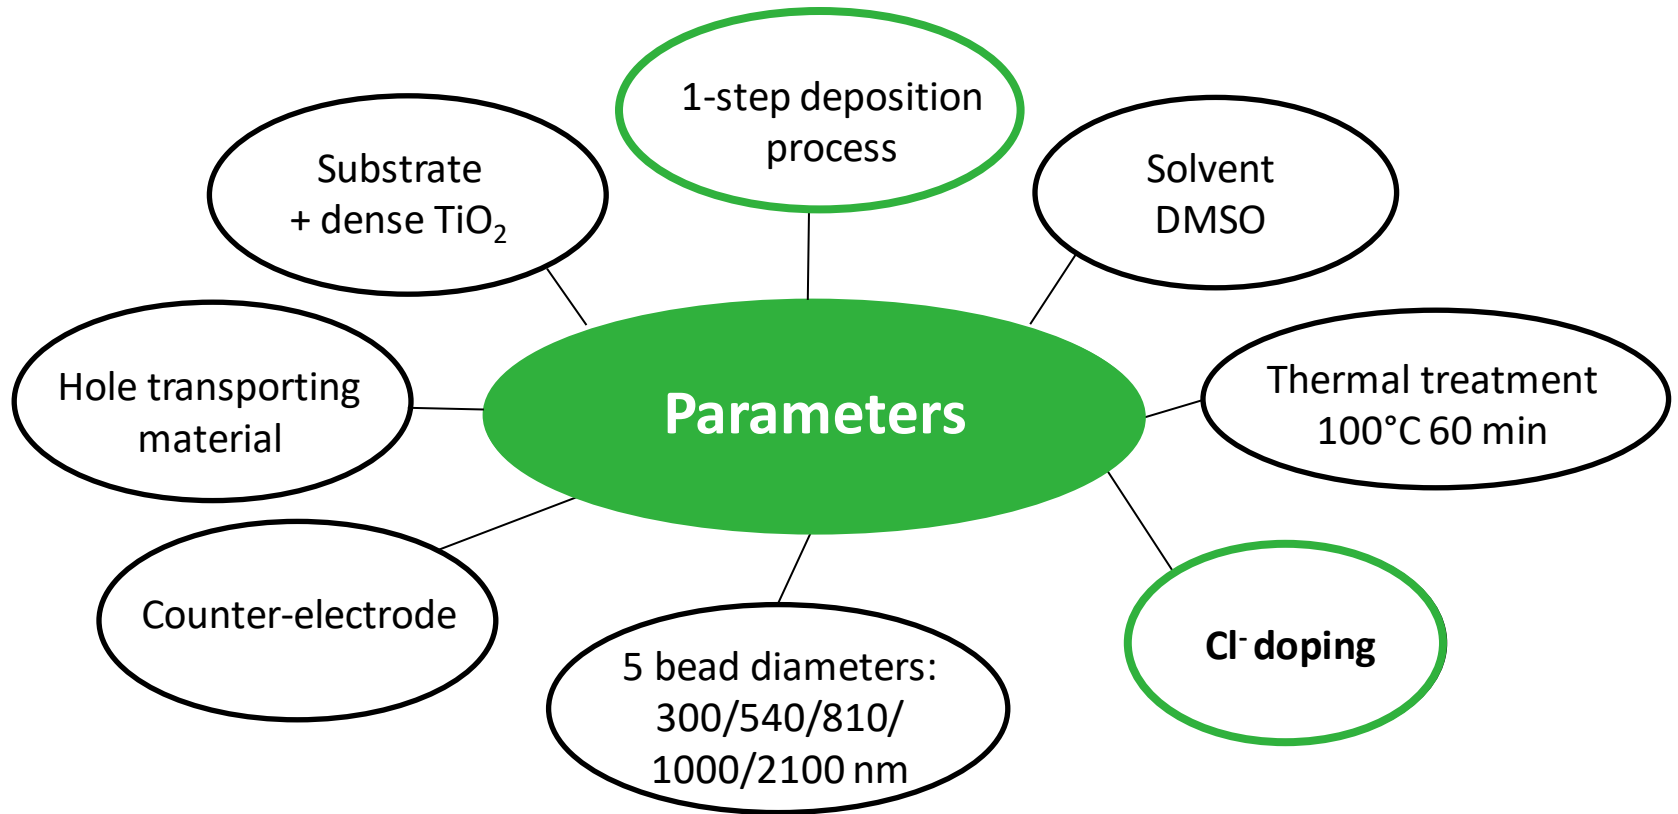 1-step deposition
process
Substrate
+ dense TiO₂
Solvent
DMSO
Hole transporting
material
Parameters
Thermal treatment
100°C 60 min
Counter-electrode
5 bead diameters:
300/540/810/
1000/2100 nm
Cl⁻ doping